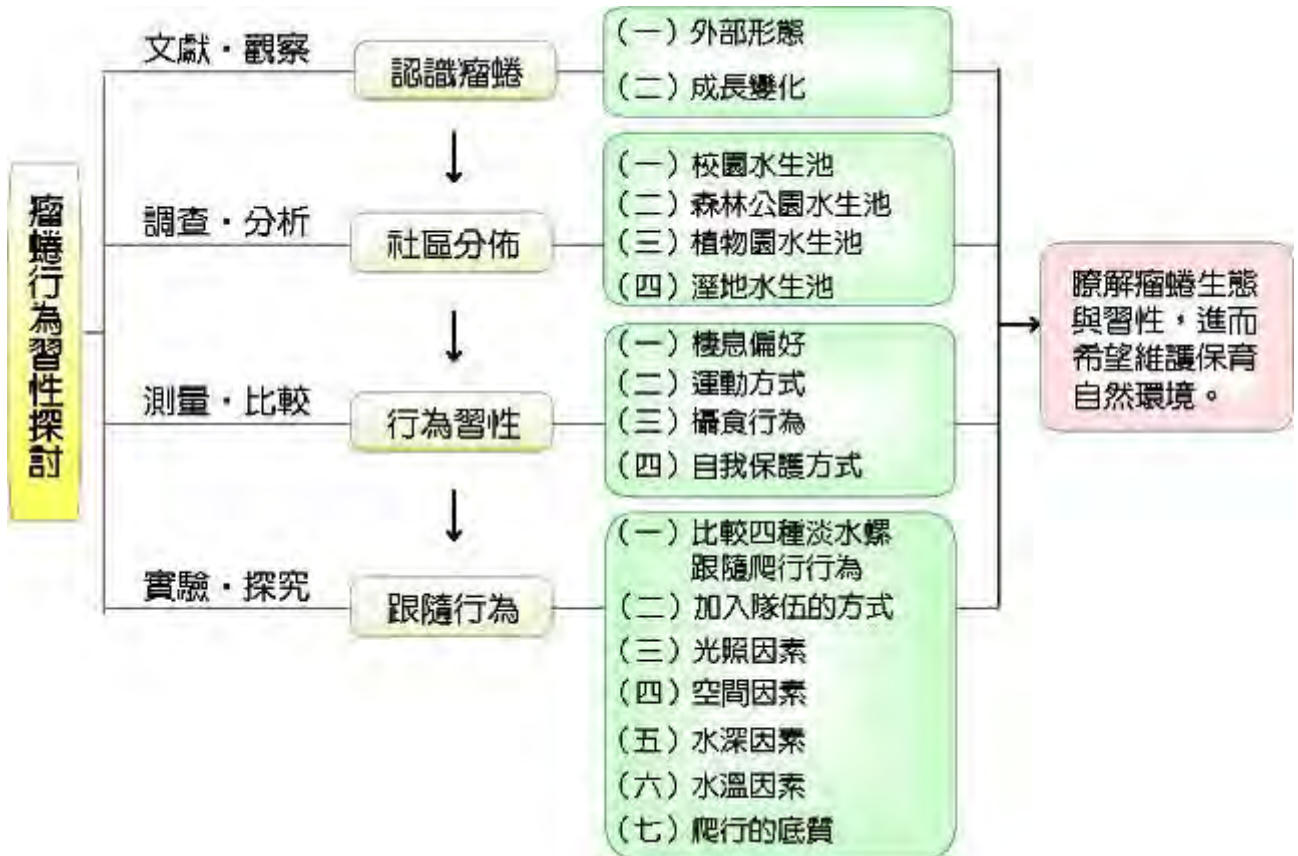 瘤蜷行為習性探討
文獻・觀察
認識瘤蜷
（一）外部形態
（二）成長變化
調查・分析
社區分佈
（一）校園水生池
（二）森林公園水生池
（三）植物園水生池
（四）溼地水生池
測量・比較
行為習性
（一）棲息偏好
（二）運動方式
（三）攝食行為
（四）自我保護方式
實驗・探究
跟隨行為
（一）比較四種淡水螺
跟隨爬行行為
（二）加入隊伍的方式
（三）光照因素
（四）空間因素
（五）水深因素
（六）水溫因素
（七）爬行的底質
瞭解瘤蜷生態
與習性，進而
希望維護保育
自然環境。